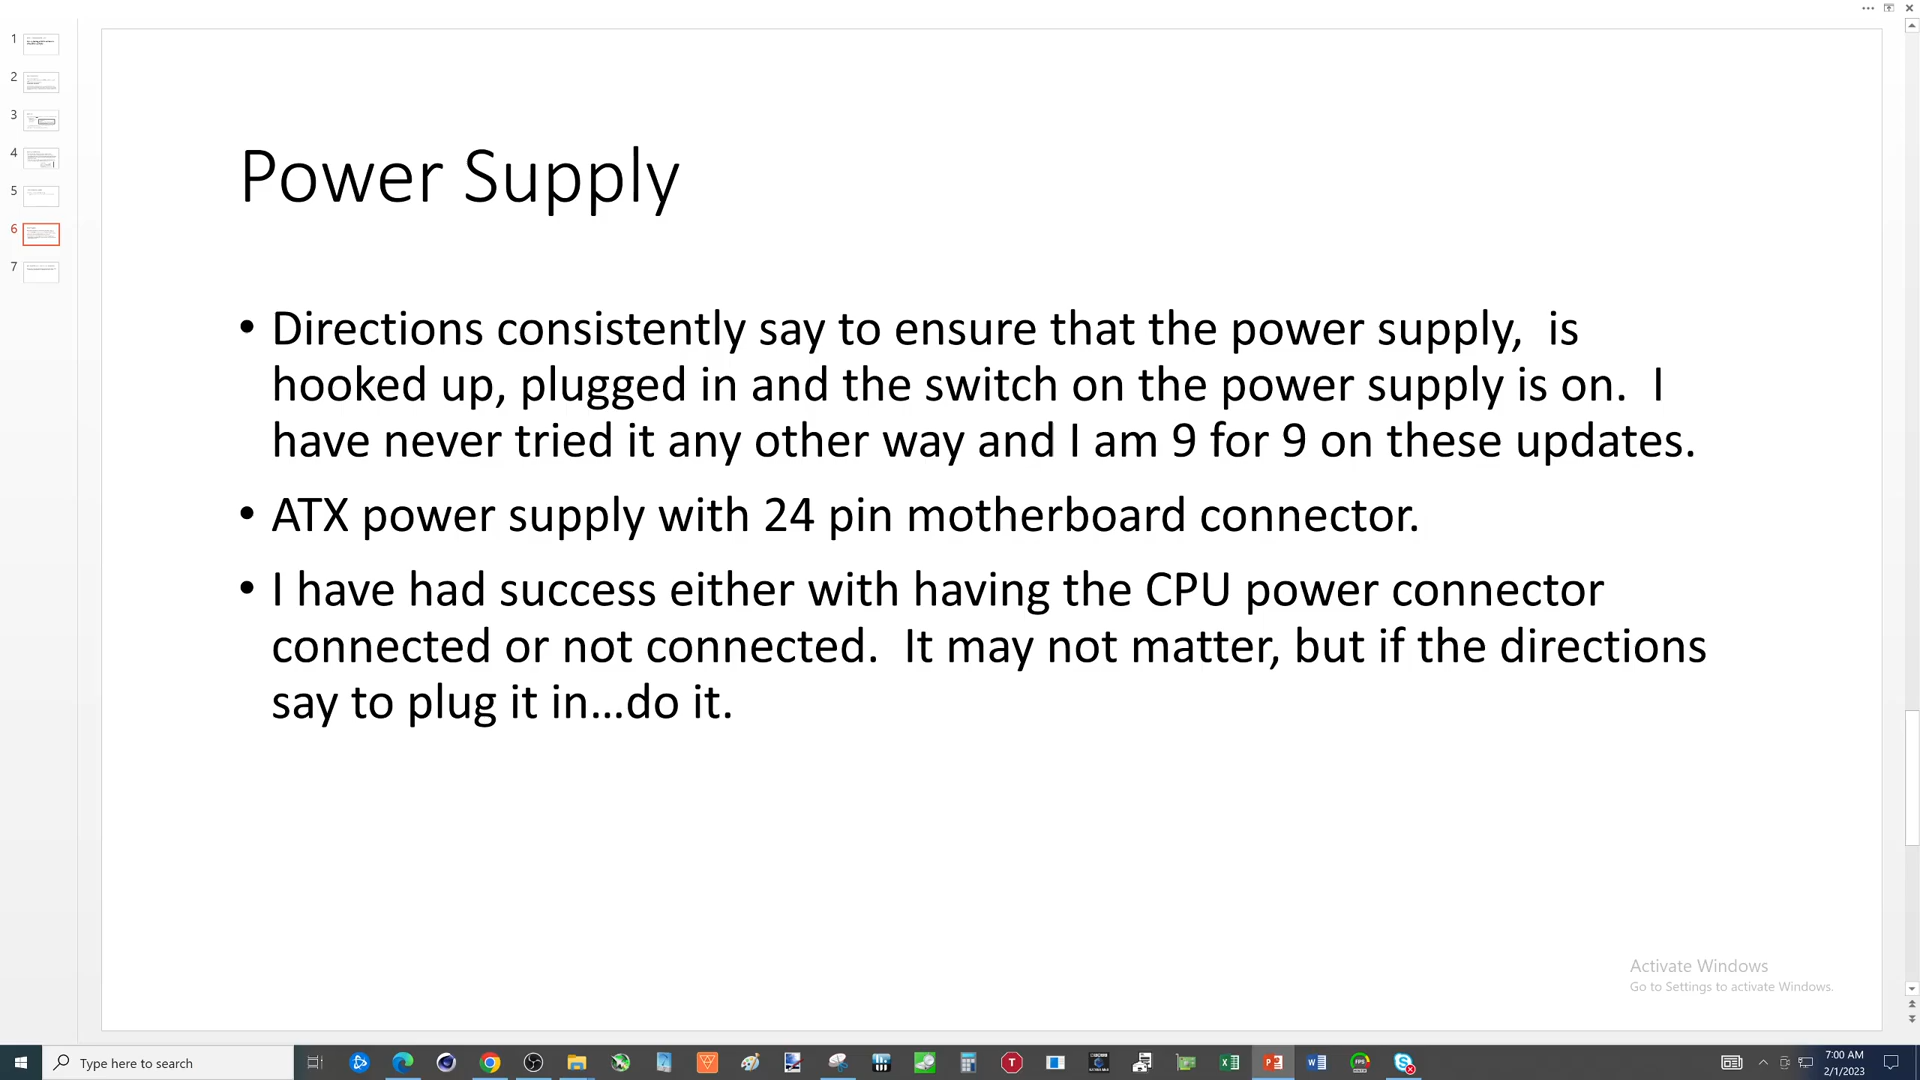 1
2
3
4
5
6
7
Power Supply
• Directions consistently say to ensure that the power supply,  is
hooked up, plugged in and the switch on the power supply is on.  I
have never tried it any other way and I am 9 for 9 on these updates.
• ATX power supply with 24 pin motherboard connector.
• I have had success either with having the CPU power connector
connected or not connected.  It may not matter, but if the directions
say to plug it in...do it.
Activate Windows
Go to Settings to activate Windows.
Type here to search
7:00 AM
2/1/2023